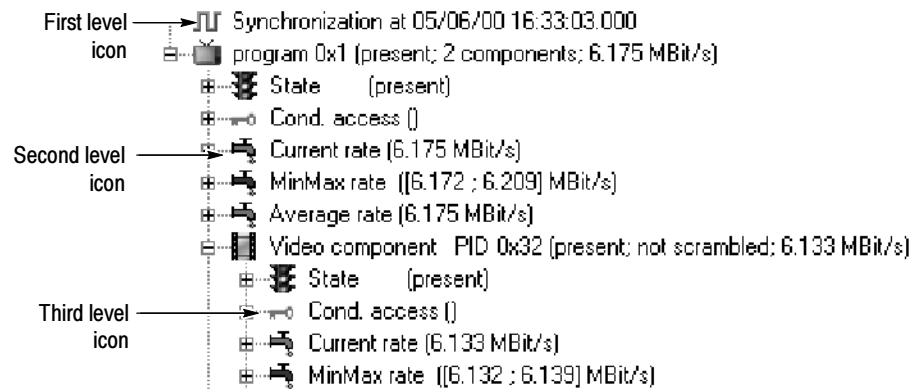 First level icon
Synchronization at 05/06/00 16:33:03.000
program 0x1 (present; 2 components; 6.175 MBit/s)
State (present)
Cond. access ()
Second level icon
Current rate (6.175 MBit/s)
MinMax rate ([6.172 ; 6.209] MBit/s)
Average rate (6.175 MBit/s)
Video component PID 0x32 (present; not scrambled; 6.133 MBit/s)
State (present)
Third level icon
Cond. access ()
Current rate (6.133 MBit/s)
MinMax rate ([6.132 ; 6.139] MBit/s)